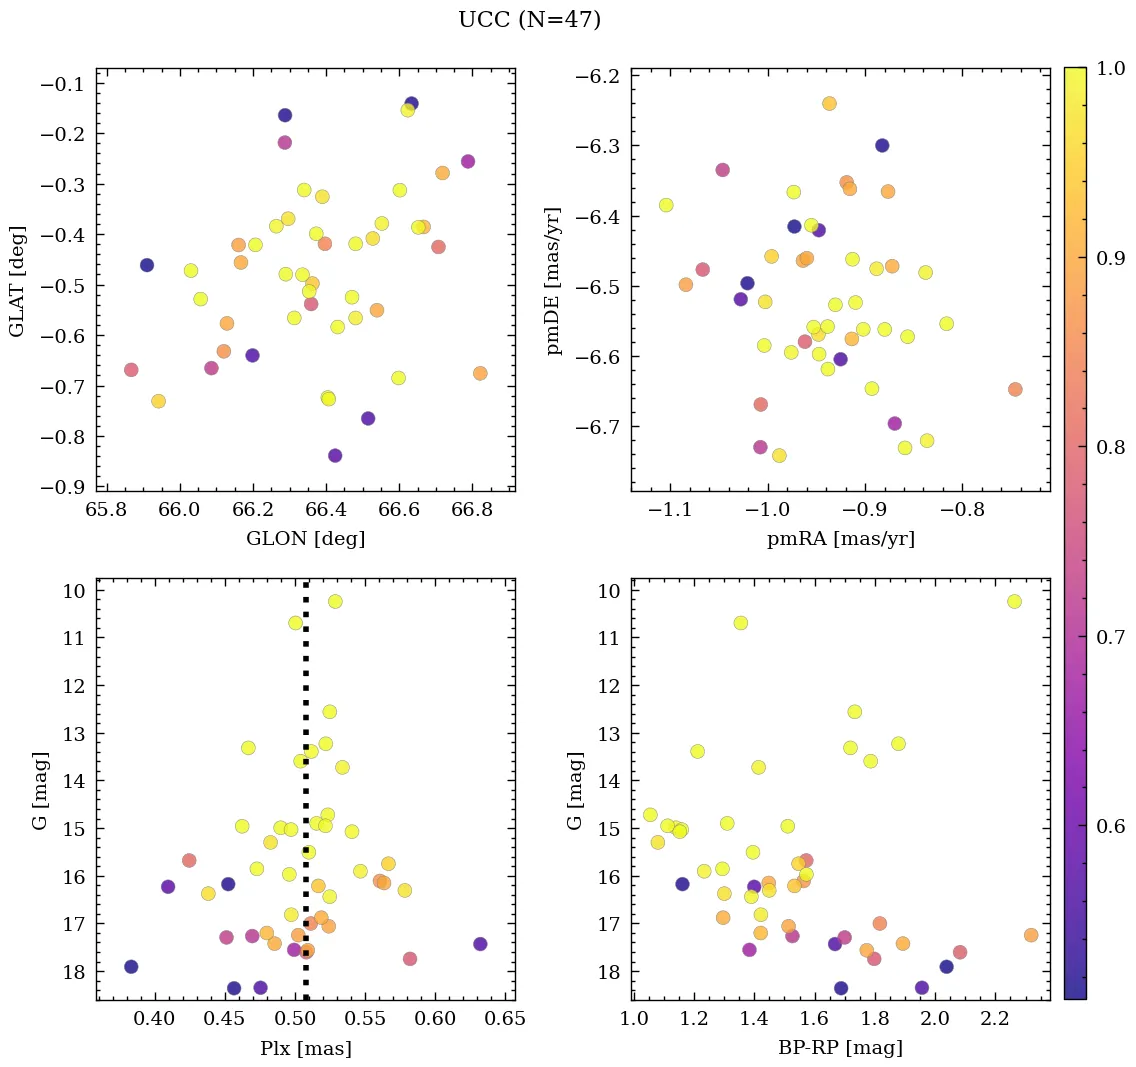 UCC (N=47)
−0.1
−0.2
−0.3
−0.4
−0.5
−0.6
−0.7
−0.8
−0.9
GLAT [deg]
65.8 66.0 66.2 66.4 66.6 66.8
GLON [deg]
−6.2
−6.3
−6.4
−6.5
−6.6
−6.7
pmDE [mas/yr]
−1.1 −1.0 −0.9 −0.8
pmRA [mas/yr]
10
11
12
13
14
15
16
17
18
G [mag]
0.40 0.45 0.50 0.55 0.60 0.65
Plx [mas]
10
11
12
13
14
15
16
17
18
G [mag]
1.0 1.2 1.4 1.6 1.8 2.0 2.2
BP-RP [mag]
1.0
0.9
0.8
0.7
0.6